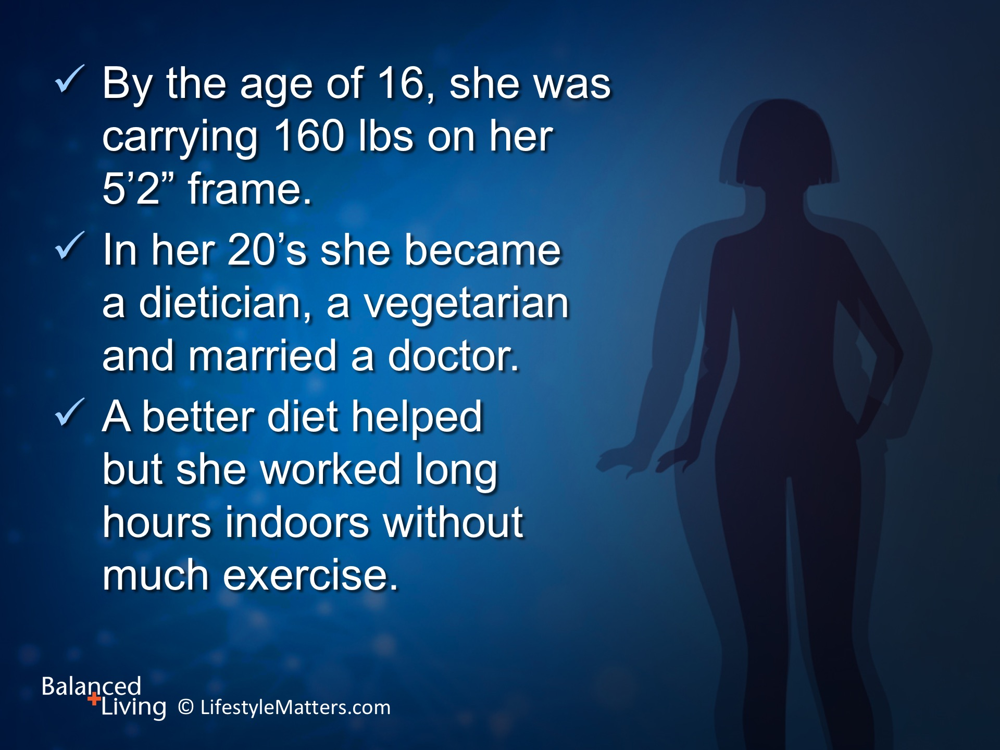 ✓ By the age of 16, she was
carrying 160 lbs on her
5’2” frame.
✓ In her 20’s she became
a dietician, a vegetarian
and married a doctor.
✓ A better diet helped
but she worked long
hours indoors without
much exercise.
Balanced
Living © LifestyleMatters.com